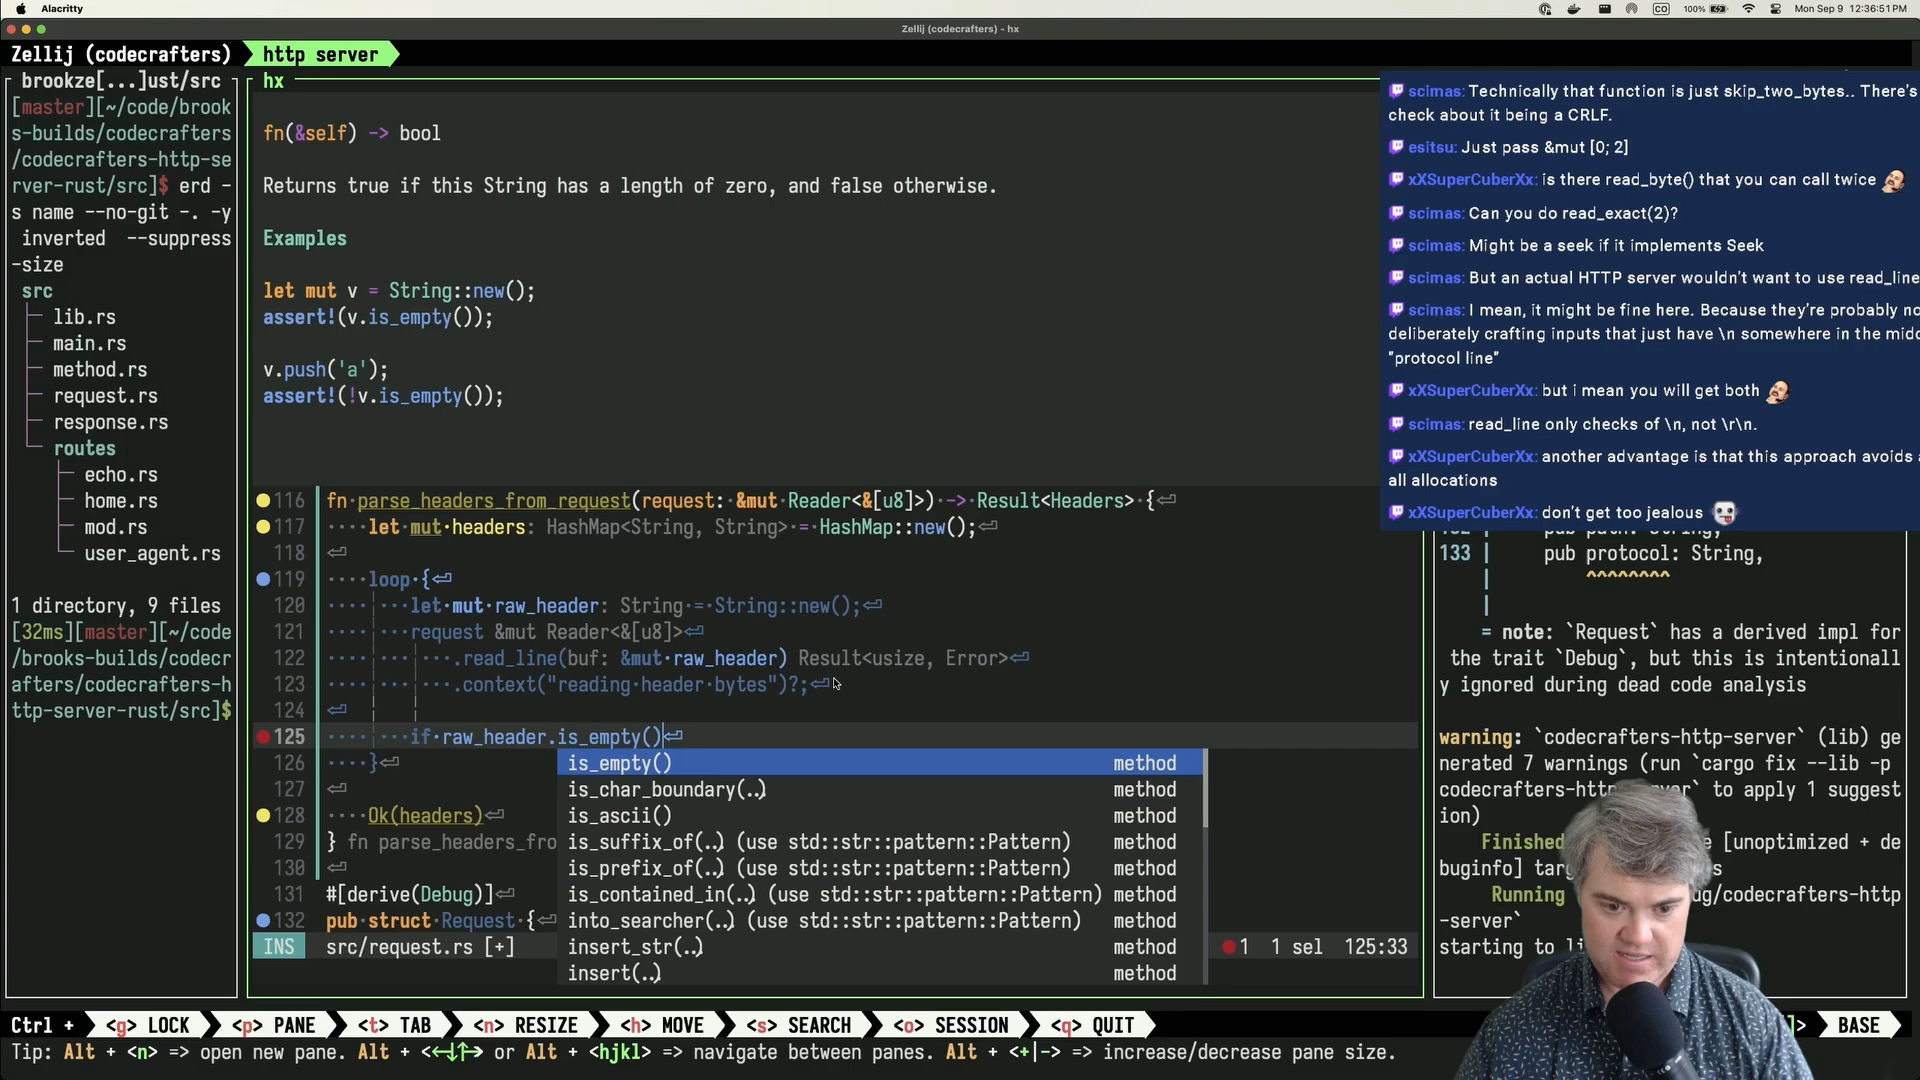 Alacritty
100%
Mon Sep 9 12:36:51 PM
Zellij (codecrafters) - hx
Zellij (codecrafters)
http server
brookze[...]ust/src
[master][~/code/brook
s-builds/codecrafters
/codecrafters-http-se
rver-rust/src]$ erd -
s name --no-git -. -y
inverted --suppress
-size
src
lib.rs
main.rs
method.rs
request.rs
response.rs
routes
echo.rs
home.rs
mod.rs
user_agent.rs
1 directory, 9 files
[32ms][master][~/code
/brooks-builds/codecr
afters/codecrafters-h
ttp-server-rust/src]$
hx
fn(&self) -> bool
Returns true if this String has a length of zero, and false otherwise.
Examples
let mut v = String::new();
assert!(v.is_empty());
v.push('a');
assert!(!v.is_empty());
116 fn parse_headers_from_request(request: &mut Reader<&[u8]>) -> Result<Headers> {
117 let mut headers: HashMap<String, String> = HashMap::new();
118
119 loop {
120 let mut raw_header: String = String::new();
121 request &mut Reader<&[u8]>
122 .read_line(buf: &mut raw_header) Result<usize, Error>
123 .context("reading header bytes")?;
124
125 if raw_header.is_empty()
126 }
127
128 Ok(headers)
129 } fn parse_headers_fro
130
131 #[derive(Debug)]
132 pub struct Request {
is_empty() method
is_char_boundary(..) method
is_ascii() method
is_suffix_of(..) (use std::str::pattern::Pattern) method
is_prefix_of(..) (use std::str::pattern::Pattern) method
is_contained_in(..) (use std::str::pattern::Pattern) method
into_searcher(..) (use std::str::pattern::Pattern) method
insert_str(..) method
insert(..) method
INS src/request.rs [+]
1 1 sel 125:33
scimas: Technically that function is just skip_two_bytes.. There's
check about it being a CRLF.
esitsu: Just pass &mut [0; 2]
xXSuperCuberXx: is there read_byte() that you can call twice
scimas: Can you do read_exact(2)?
scimas: Might be a seek if it implements Seek
scimas: But an actual HTTP server wouldn't want to use read_line
scimas: I mean, it might be fine here. Because they're probably no
deliberately crafting inputs that just have \n somewhere in the midd
"protocol line"
xXSuperCuberXx: but i mean you will get both
scimas: read_line only checks of \n, not \r\n.
xXSuperCuberXx: another advantage is that this approach avoids a
all allocations
xXSuperCuberXx: don't get too jealous
133 | pub protocol: String,
^^^^^^^^
|
= note: `Request` has a derived impl for
the trait `Debug`, but this is intentionall
y ignored during dead code analysis
warning: `codecrafters-http-server` (lib) ge
nerated 7 warnings (run `cargo fix --lib -p
codecrafters-http-server` to apply 1 suggest
ion)
Finished [unoptimized + de
buginfo]
Running ug/codecrafters-http
-server`
starting to li
Ctrl + <g> LOCK <p> PANE <t> TAB <n> RESIZE <h> MOVE <s> SEARCH <o> SESSION <q> QUIT
BASE
Tip: Alt + <n> => open new pane. Alt + <←↓↑→> or Alt + <hjkl> => navigate between panes. Alt + <+|-> => increase/decrease pane size.